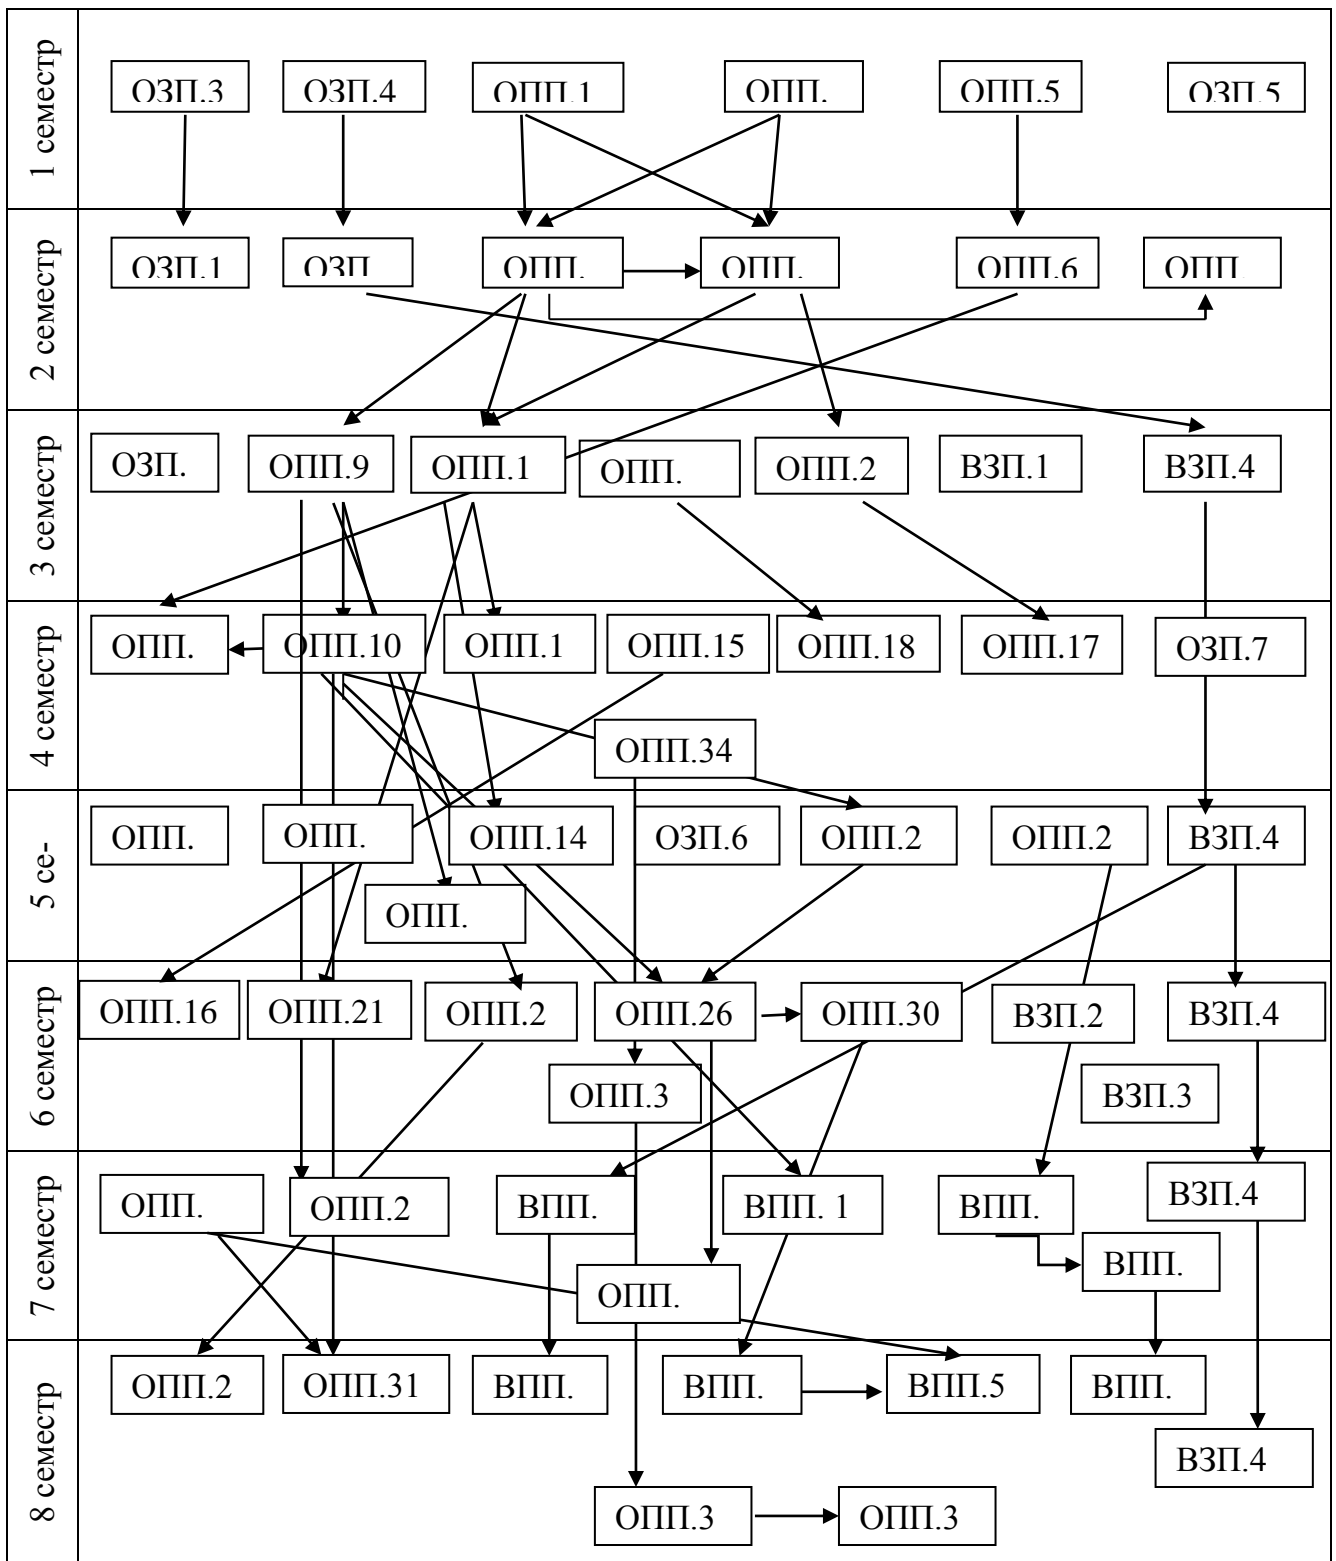 1 семестр
ОЗП.3
ОЗП.4
ОПП.1
ОПП.
ОПП.5
ОЗП.5
2 семестр
ОЗП.1
ОЗП
ОПП.
ОПП.
ОПП.6
ОПП
3 семестр
ОЗП.
ОПП.9
ОПП.1
ОПП.
ОПП.2
ВЗП.1
ВЗП.4
4 семестр
ОПП.
ОПП.10
ОПП.1
ОПП.15
ОПП.18
ОПП.17
ОЗП.7
ОПП.34
5 се-
ОПП.
ОПП.
ОПП.14
ОЗП.6
ОПП.2
ОПП.2
ВЗП.4
ОПП.
6 семестр
ОПП.16
ОПП.21
ОПП.2
ОПП.26
ОПП.30
ВЗП.2
ВЗП.4
ОПП.3
ВЗП.3
7 семестр
ОПП.
ОПП.2
ВПП.
ВПП. 1
ВПП.
ВЗП.4
ВПП.
ОПП.
8 семестр
ОПП.2
ОПП.31
ВПП.
ВПП.
ВПП.5
ВПП.
ВЗП.4
ОПП.3
ОПП.3